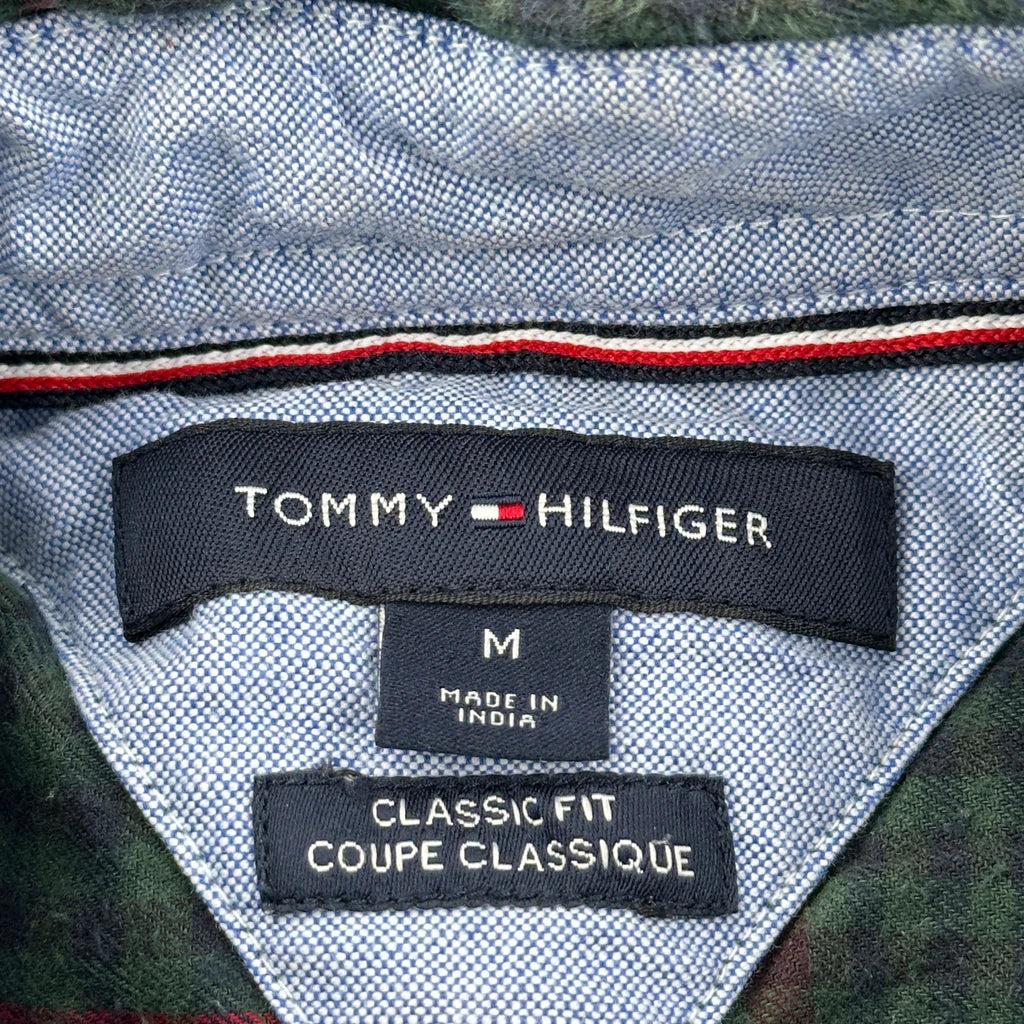 TOMMY HILFIGER
M
MADE IN
INDIA
CLASSIC FIT
COUPE CLASSIQUE